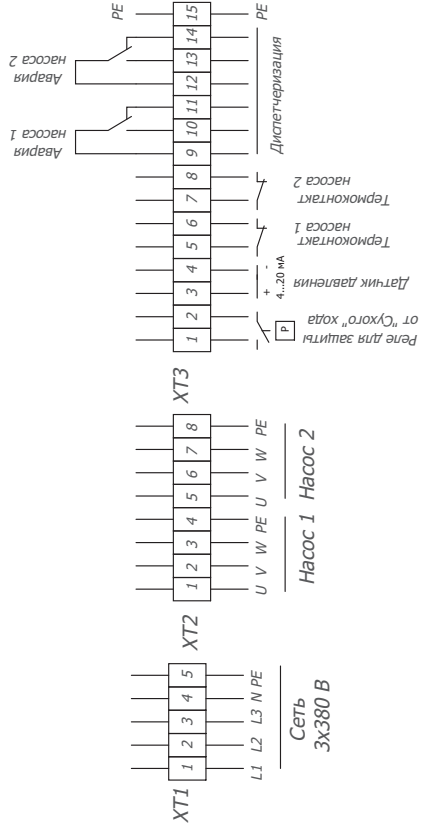 XT1
1 2 3 4 5
L1 L2 L3 N PE
Сеть
3x380 В
XT2
1 2 3 4 5 6 7 8
U V W PE U V W PE
Насос 1 Насос 2
XT3
1 2 3 4 5 6 7 8 9 10 11 12 13 14 15
Авария
насоса 1
Авария
насоса 2
PE
P
Реле для защиты
от "Сухого" хода
+ -
4...20 мА
Датчик давления
Термоконтакт
насоса 1
Термоконтакт
насоса 2
Диспетчеризация
PE